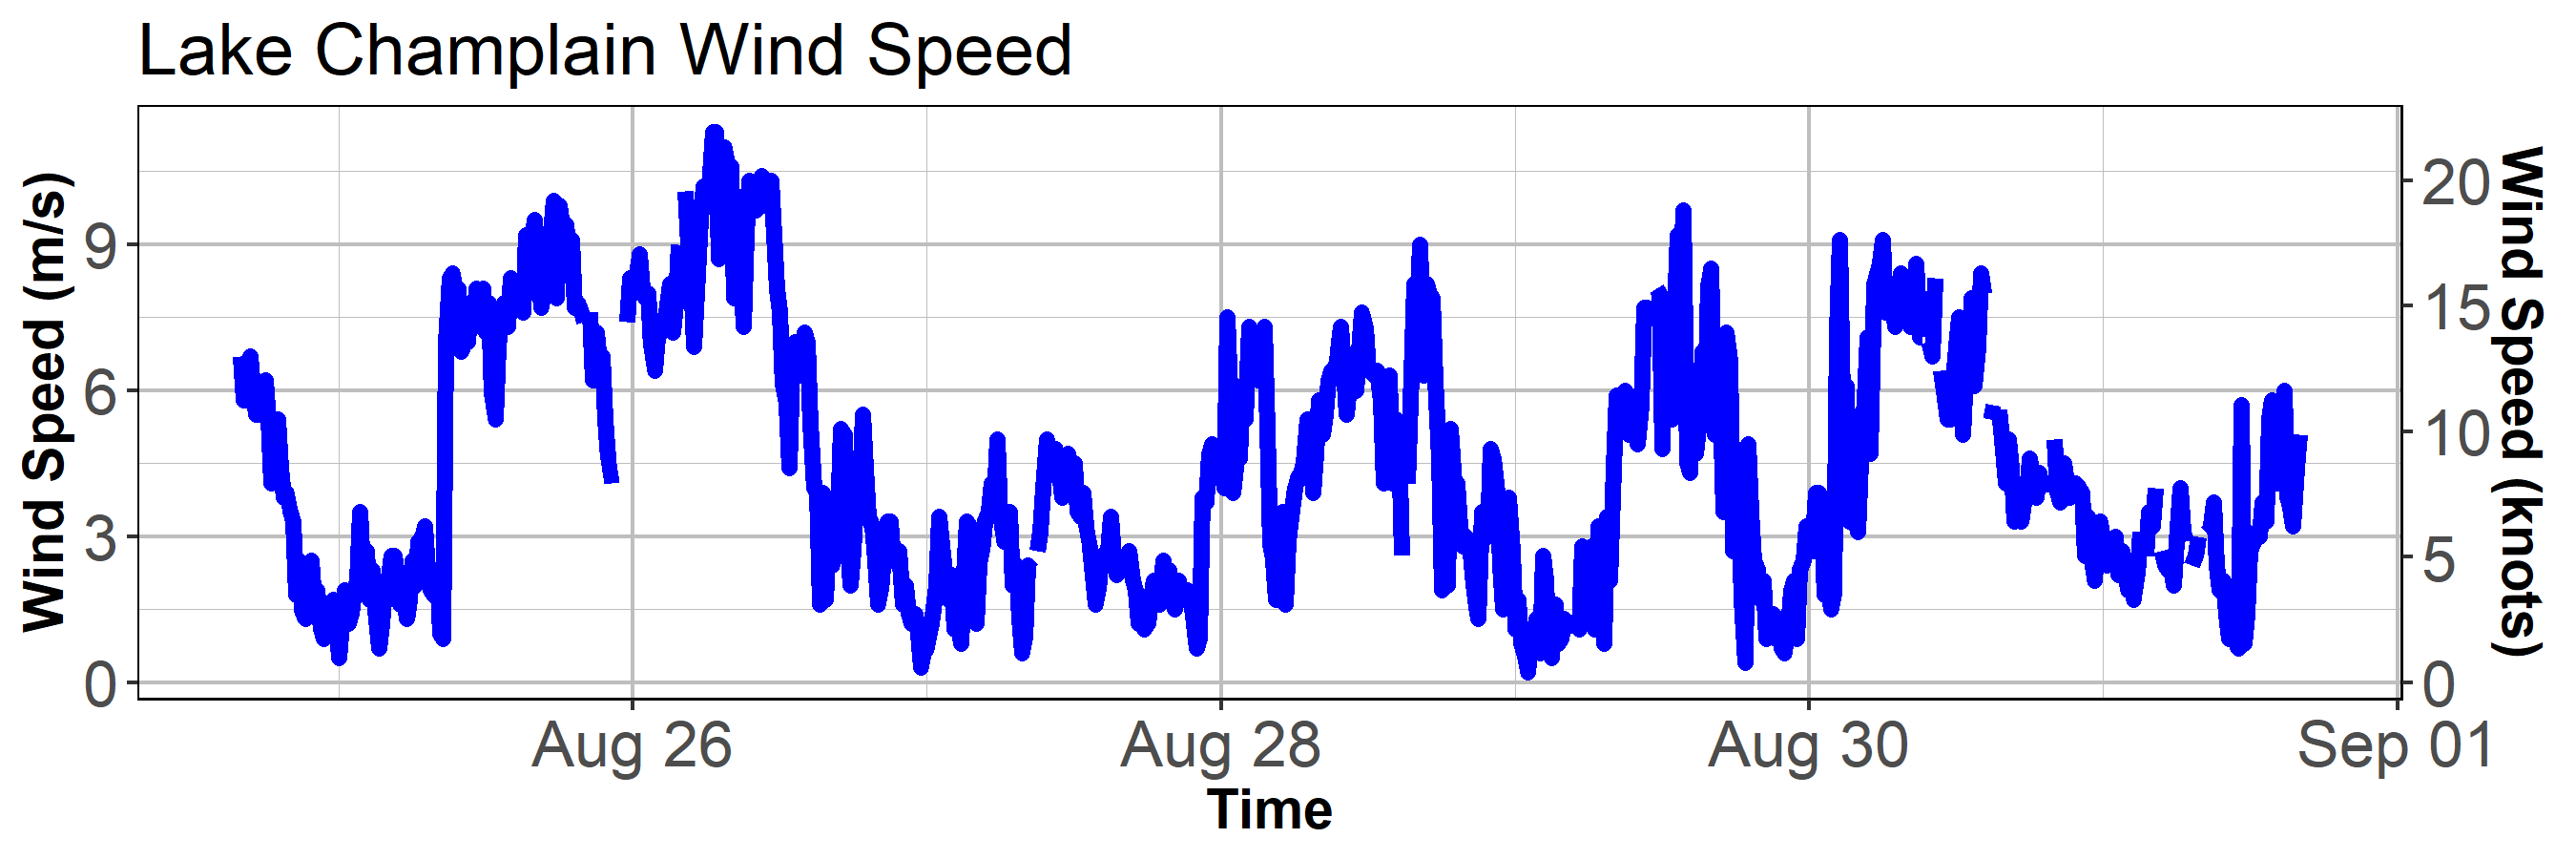 Lake Champlain Wind Speed
Wind Speed (m/s)
9
6
3
0
20
15
10
5
0
Wind Speed (knots)
Aug 26
Aug 28
Aug 30
Sep 01
Time